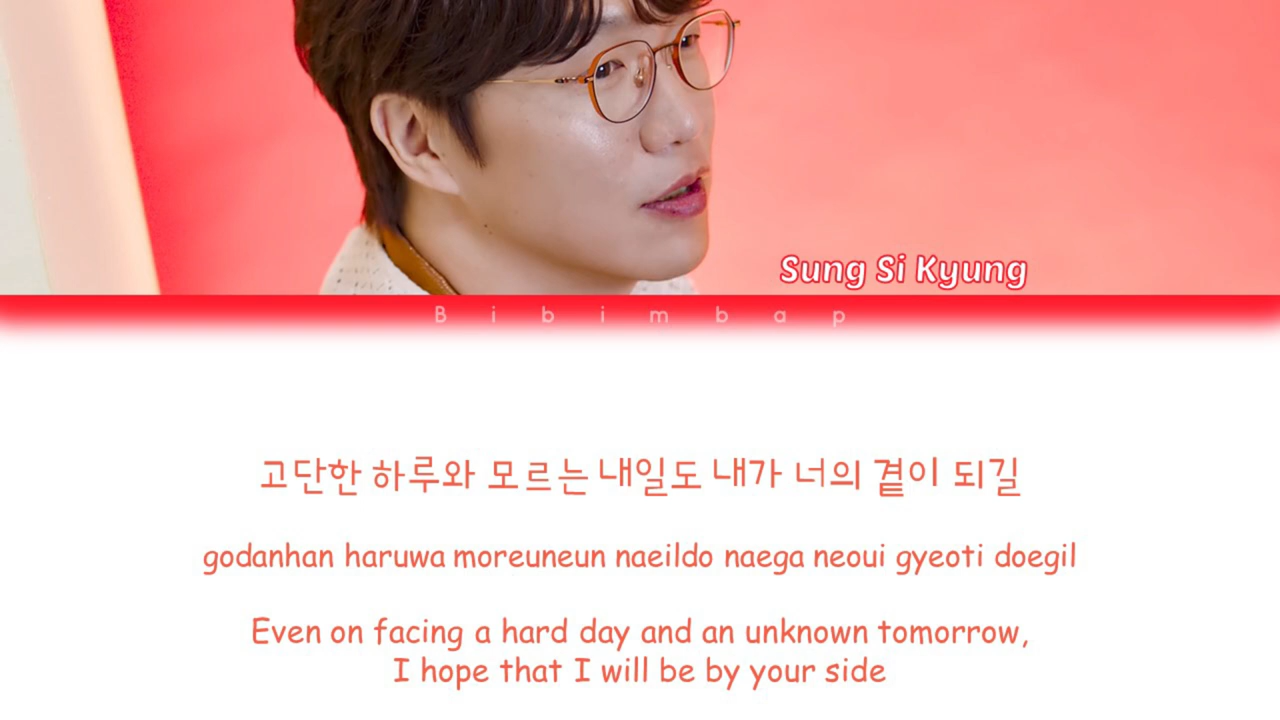 Sung Si Kyung
Bibimbap
고단한 하루와 모르는 내일도 내가 너의 곁이 되길
godanhan haruwa moreuneun naeildo naega neoui gyeoti doegil
Even on facing a hard day and an unknown tomorrow,
I hope that I will be by your side